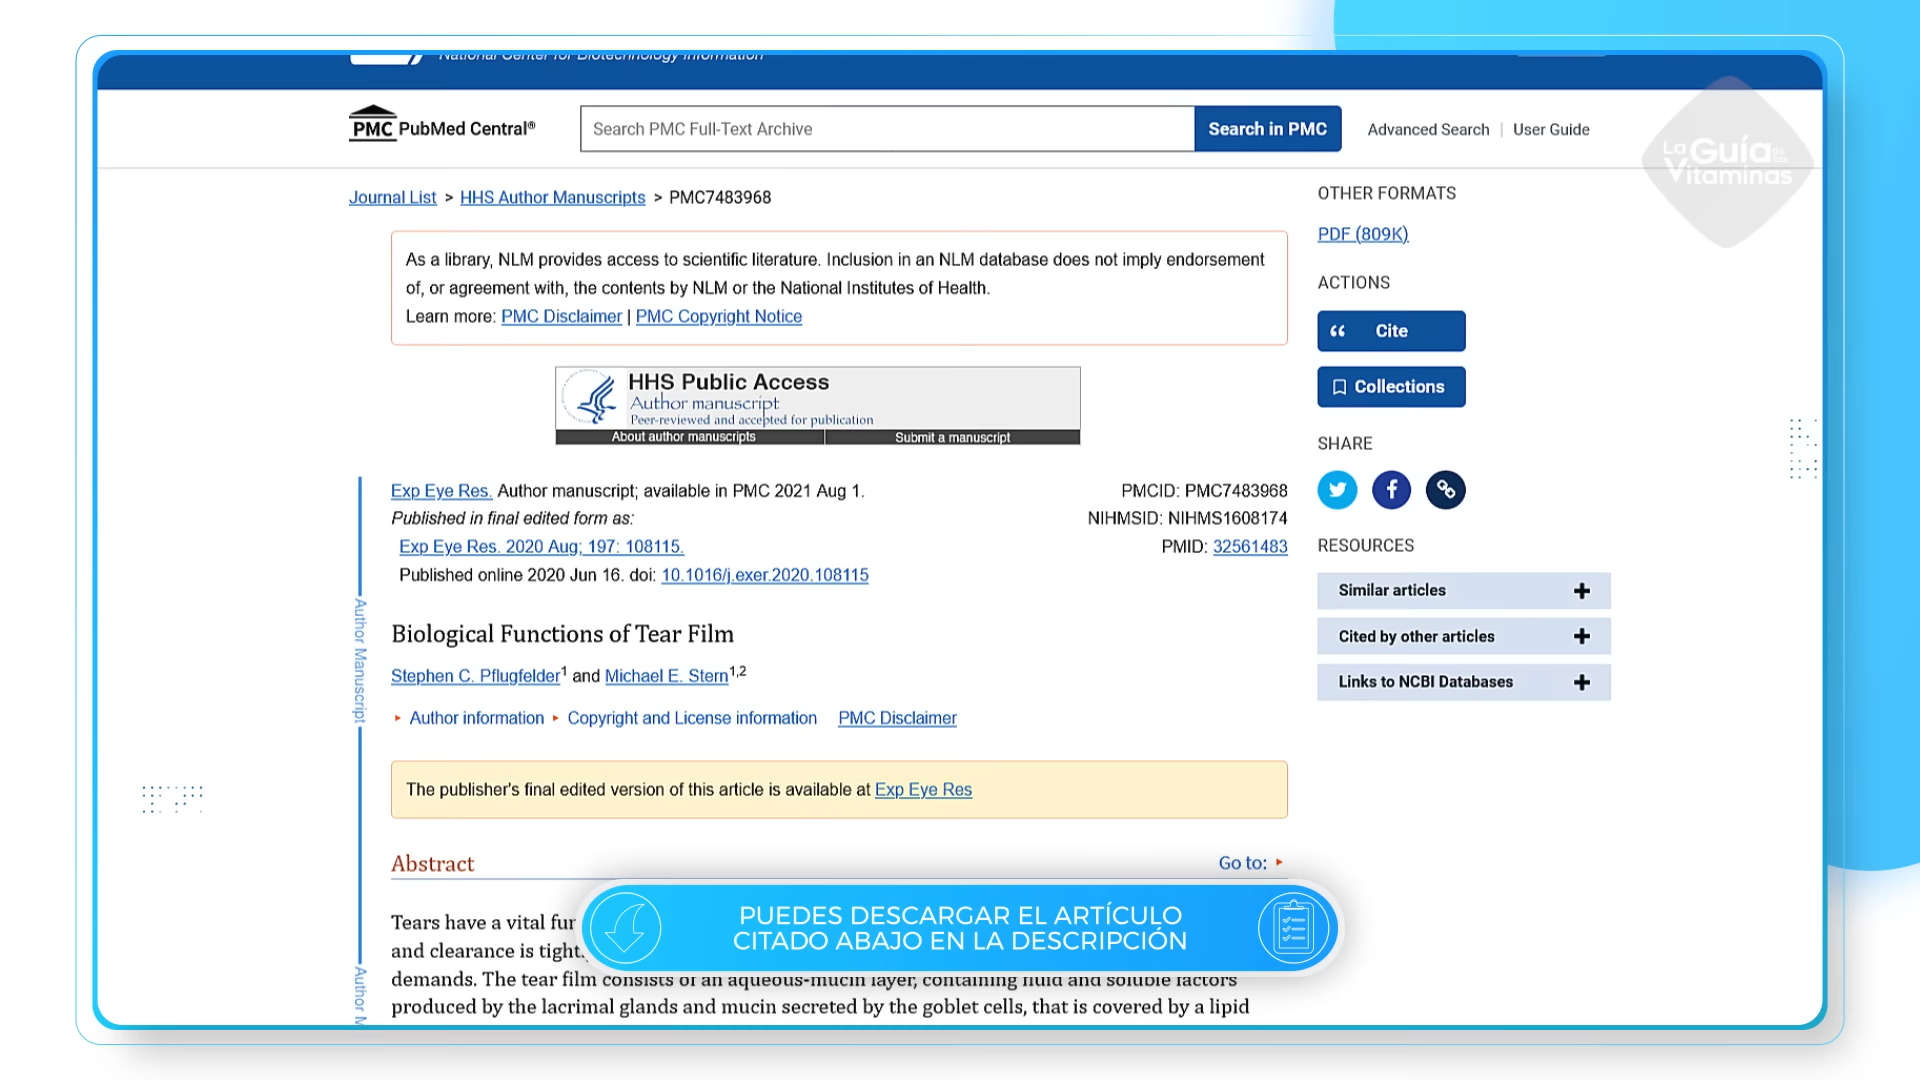 National Center for Biotechnology Information
PMC PubMed Central®
Search PMC Full-Text Archive
Search in PMC
Advanced Search | User Guide
La Guía de las Vitaminas
Journal List > HHS Author Manuscripts > PMC7483968
As a library, NLM provides access to scientific literature. Inclusion in an NLM database does not imply endorsement
of, or agreement with, the contents by NLM or the National Institutes of Health.
Learn more: PMC Disclaimer | PMC Copyright Notice
HHS Public Access
Author manuscript
Peer-reviewed and accepted for publication
About author manuscripts
Submit a manuscript
Exp Eye Res. Author manuscript; available in PMC 2021 Aug 1.
Published in final edited form as:
Exp Eye Res. 2020 Aug; 197: 108115.
Published online 2020 Jun 16. doi: 10.1016/j.exer.2020.108115
PMCID: PMC7483968
NIHMSID: NIHMS1608174
PMID: 32561483
Biological Functions of Tear Film
Stephen C. Pflugfelder1 and Michael E. Stern1,2
Author information Copyright and License information PMC Disclaimer
The publisher's final edited version of this article is available at Exp Eye Res
Abstract
Go to:
Tears have a vital
and clearance is
demands. The tear film consists of an aqueous-mucin layer, containing fluid and soluble factors
produced by the lacrimal glands and mucin secreted by the goblet cells, that is covered by a lipid
PUEDES DESCARGAR EL ARTÍCULO
CITADO ABAJO EN LA DESCRIPCIÓN
Author Manuscript
Author M
OTHER FORMATS
PDF (809K)
ACTIONS
Cite
Collections
SHARE
RESOURCES
Similar articles
Cited by other articles
Links to NCBI Databases